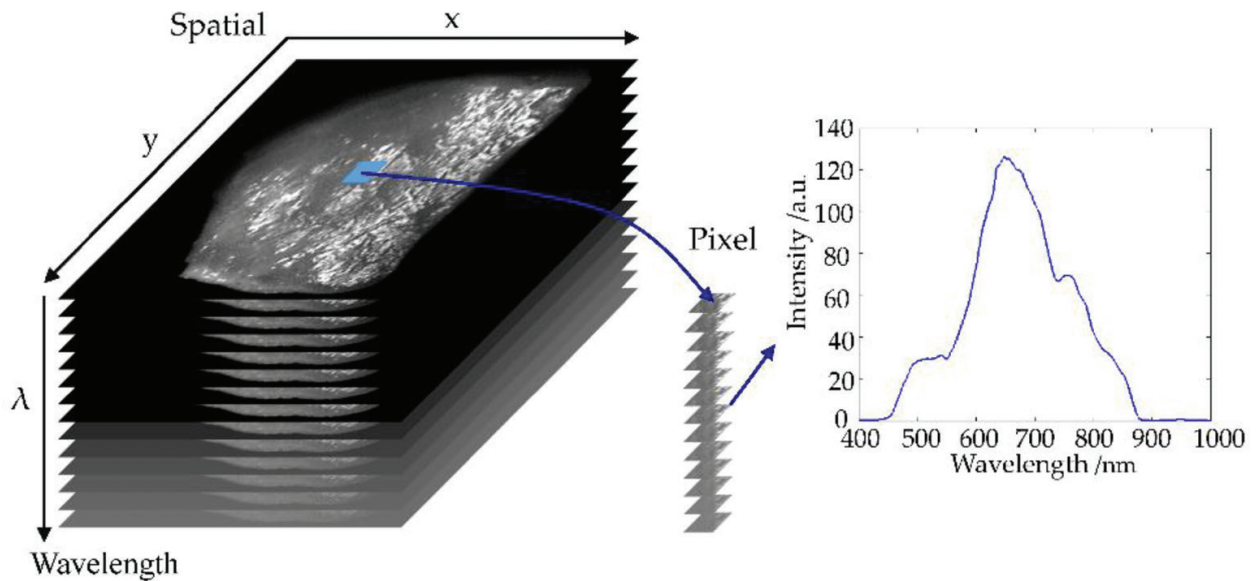 Spatial
x
y
λ
Wavelength
Pixel
Intensity /a.u.
140
120
100
80
60
40
20
0
400 500 600 700 800 900 1000
Wavelength /nm